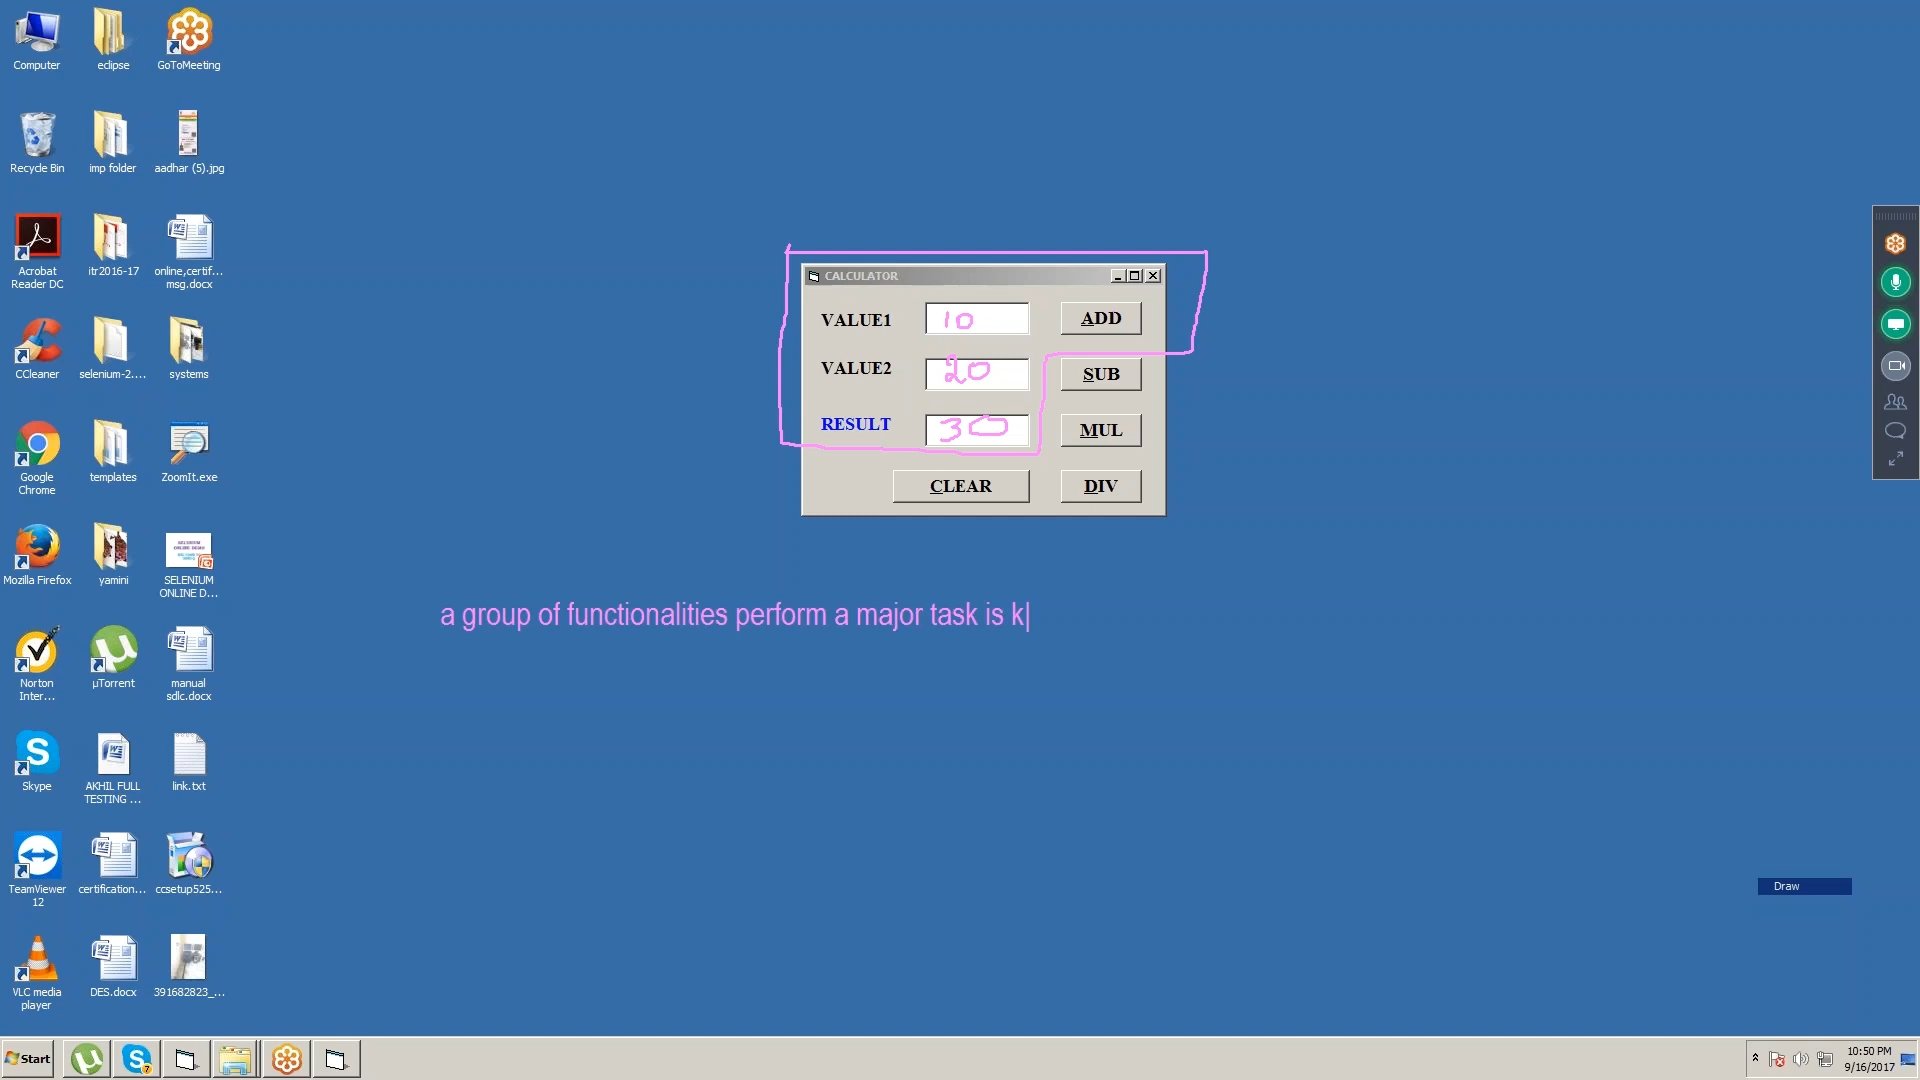 Computer
eclipse
GoToMeeting
Recycle Bin
imp folder
aadhar (5).jpg
Acrobat
Reader DC
itr2016-17
online,certif...
msg.docx
CCleaner
selenium-2....
systems
Google
Chrome
templates
ZoomIt.exe
Mozilla Firefox
yamini
SELENIUM
ONLINE DEMO
SELENIUM
ONLINE D...
Norton
Inter...
µTorrent
manual
sdlc.docx
Skype
AKHIL FULL
TESTING ...
link.txt
TeamViewer
12
certification...
ccsetup525...
VLC media
player
DES.docx
391682823_...
CALCULATOR
VALUE1 10 ADD
VALUE2 20 SUB
RESULT 30 MUL
CLEAR DIV
a group of functionalities perform a major task is k
Draw
Start
7
10:50 PM
9/16/2017